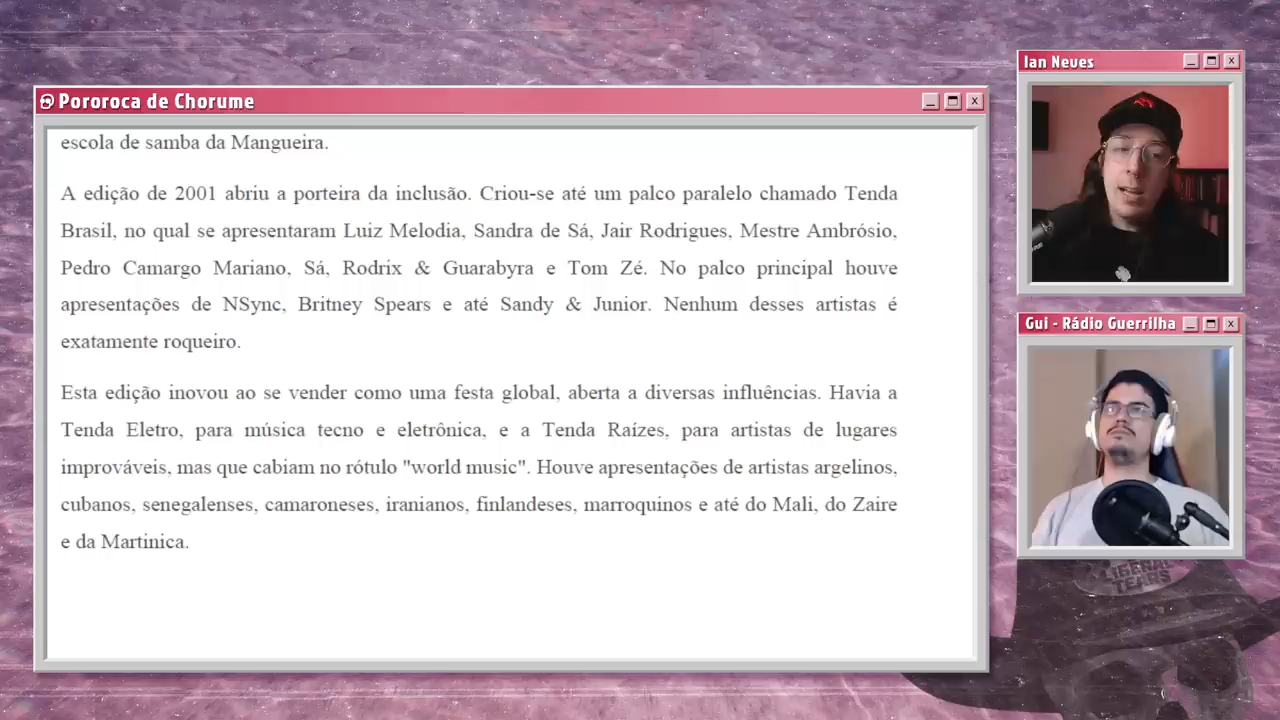 Pororoca de Chorume
escola de samba da Mangueira.
A edição de 2001 abriu a porteira da inclusão. Criou-se até um palco paralelo chamado Tenda
Brasil, no qual se apresentaram Luiz Melodia, Sandra de Sá, Jair Rodrigues, Mestre Ambrósio,
Pedro Camargo Mariano, Sá, Rodrix & Guarabyra e Tom Zé. No palco principal houve
apresentações de NSync, Britney Spears e até Sandy & Junior. Nenhum desses artistas é
exatamente roqueiro.
Esta edição inovou ao se vender como uma festa global, aberta a diversas influências. Havia a
Tenda Eletro, para música tecno e eletrônica, e a Tenda Raízes, para artistas de lugares
improváveis, mas que cabiam no rótulo "world music". Houve apresentações de artistas argelinos,
cubanos, senegalenses, camaroneses, iranianos, finlandeses, marroquinos e até do Mali, do Zaire
e da Martinica.
Ian Neves
Gui - Rádio Guerrilha
LIBERAL
TEARS